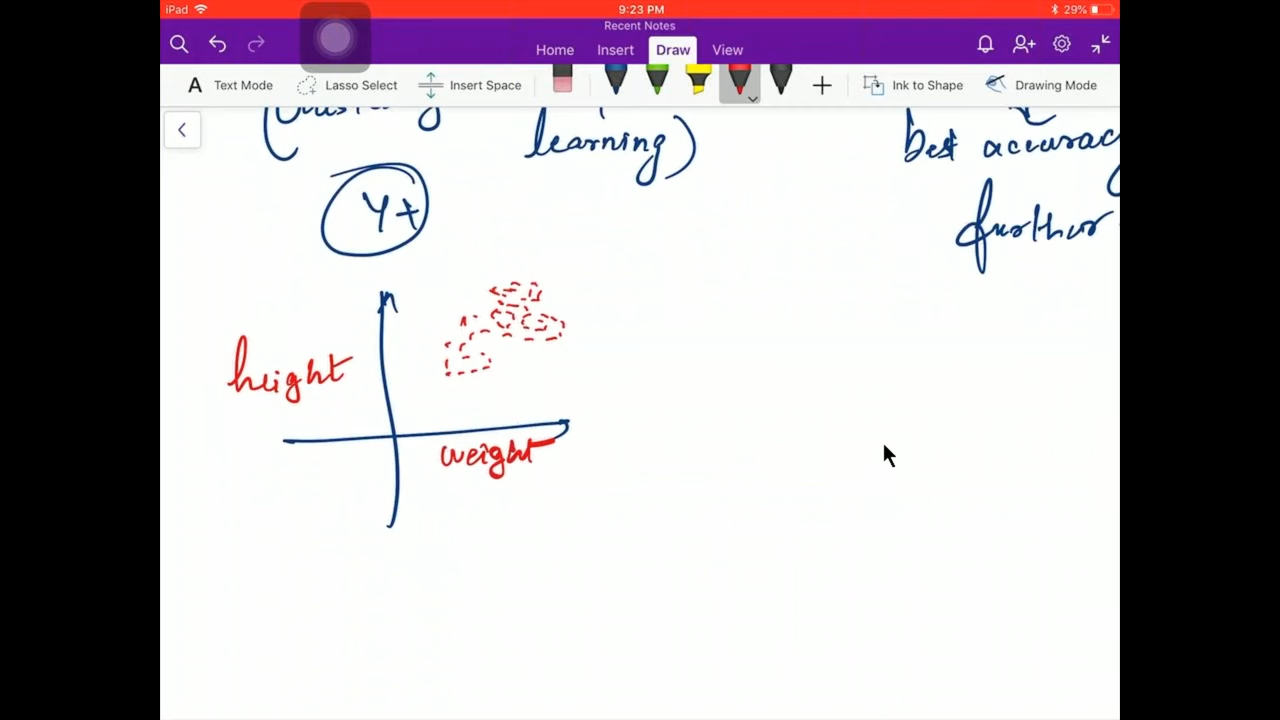 iPad 9:23 PM 29%
Recent Notes
Home Insert Draw View
A Text Mode Lasso Select Insert Space Ink to Shape Drawing Mode
learning) best accuracy
further
height
weight